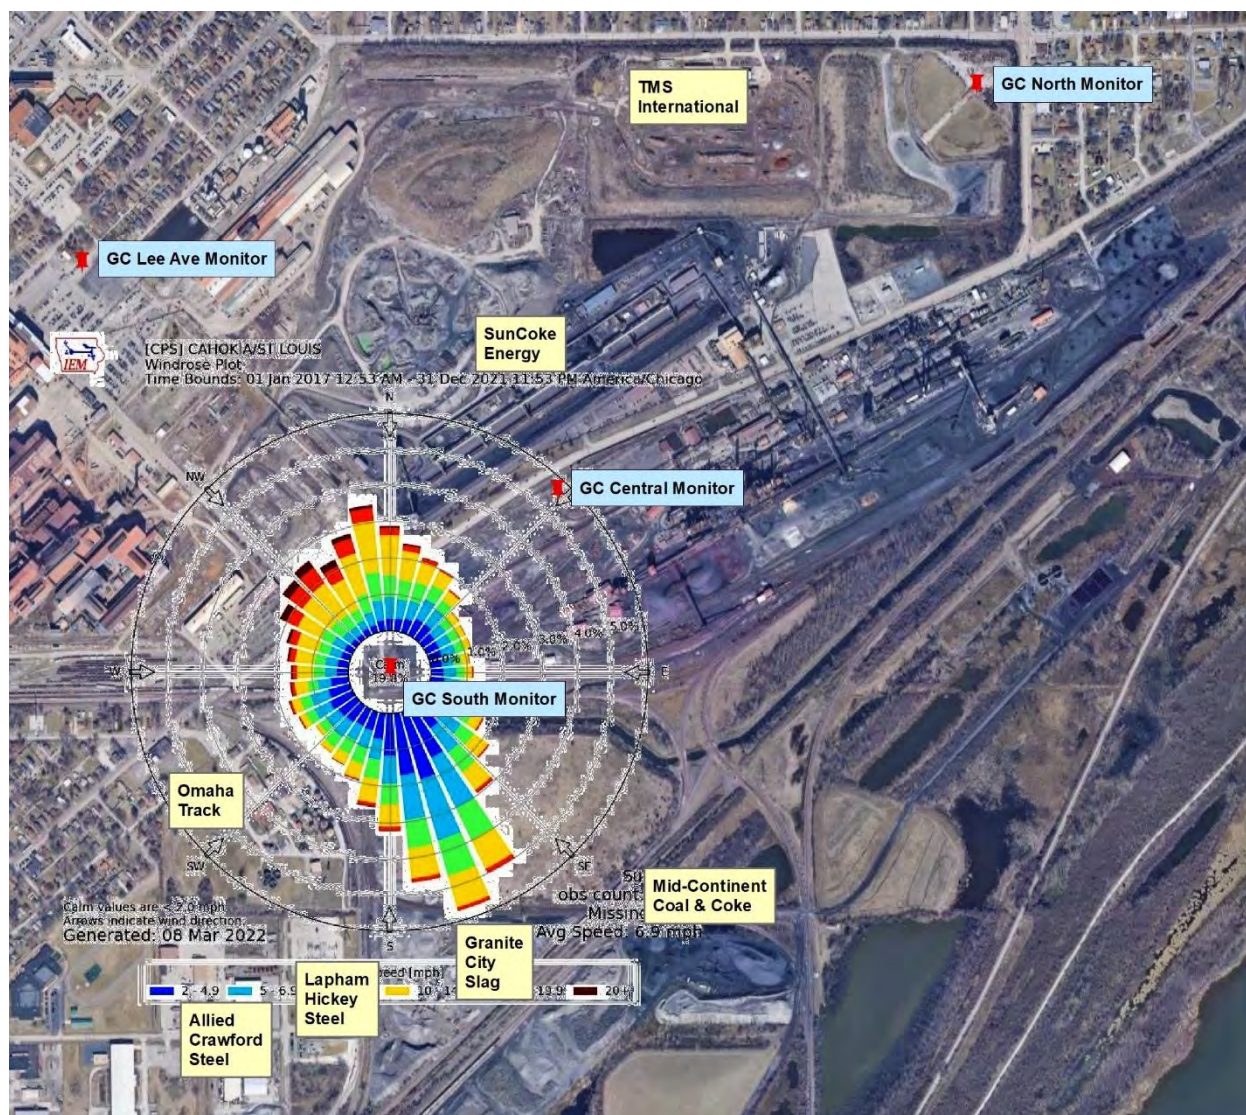 TMS
International
GC North Monitor
GC Lee Ave Monitor
IEM
SunCoke
Energy
[CPS] CAHOKIA/ST LOUIS
Windrose Plot
Time Bounds: 01 Jan 2017 12:53 AM - 31 Dec 2021 11:53 PM America/Chicago
N
NW
GC Central Monitor
1.0%
2.0%
3.0%
4.0%
5.0%
W
E
GC South Monitor
Omaha
Track
SW
SE
S
obs count
Missing
Avg Speed: 6.9 mph
Mid-Continent
Coal & Coke
Calm values are < 2.0 mph
Arrows indicate wind direction
Generated: 08 Mar 2022
Granite
City
Slag
Lapham
Hickey
Steel
2 - 4.9
5 - 6.9
20+
Allied
Crawford
Steel